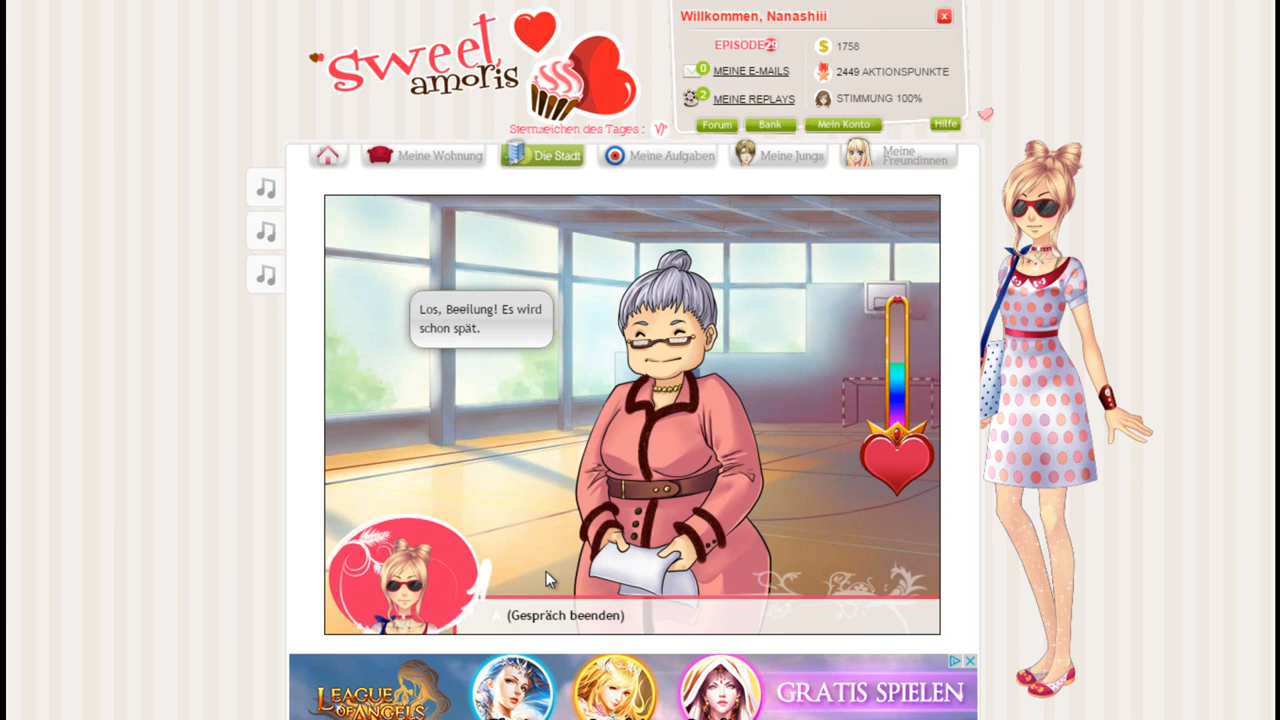 sweet
amoris
Sternzeichen des Tages :
Willkommen, Nanashiii
EPISODE29
1758
0 MEINE E-MAILS
2449 AKTIONSPUNKTE
2 MEINE REPLAYS
STIMMUNG 100%
Forum
Bank
Mein Konto
Hilfe
Meine Wohnung
Die Stadt
Meine Aufgaben
Meine Jungs
Meine
Freundinnen
Los, Beeilung! Es wird
schon spät.
A. (Gespräch beenden)
LEAGUE
OF ANGELS
GRATIS SPIELEN